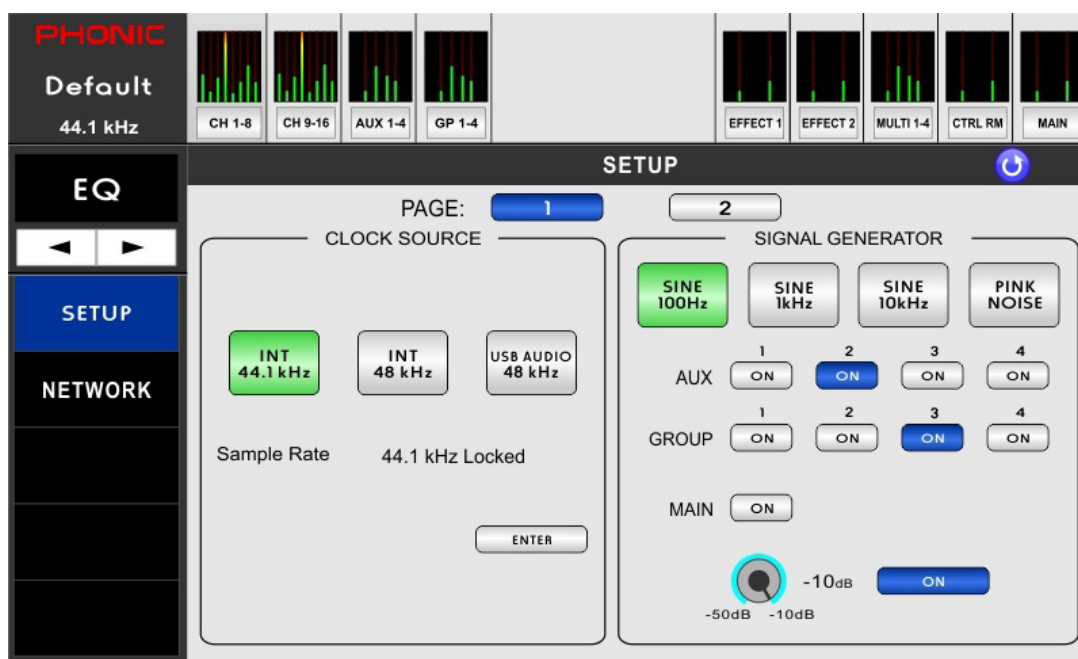 PHONIC
Default
44.1 kHz
CH 1-8
CH 9-16
AUX 1-4
GP 1-4
EFFECT 1
EFFECT 2
MULTI 1-4
CTRL RM
MAIN
EQ
SETUP
NETWORK
SETUP
PAGE: 1 2
CLOCK SOURCE
INT
44.1 kHz
INT
48 kHz
USB AUDIO
48 kHz
Sample Rate 44.1 kHz Locked
ENTER
SIGNAL GENERATOR
SINE
100Hz
SINE
1kHz
SINE
10kHz
PINK
NOISE
1 2 3 4
AUX ON ON ON ON
1 2 3 4
GROUP ON ON ON ON
MAIN ON
-10dB ON
-50dB -10dB